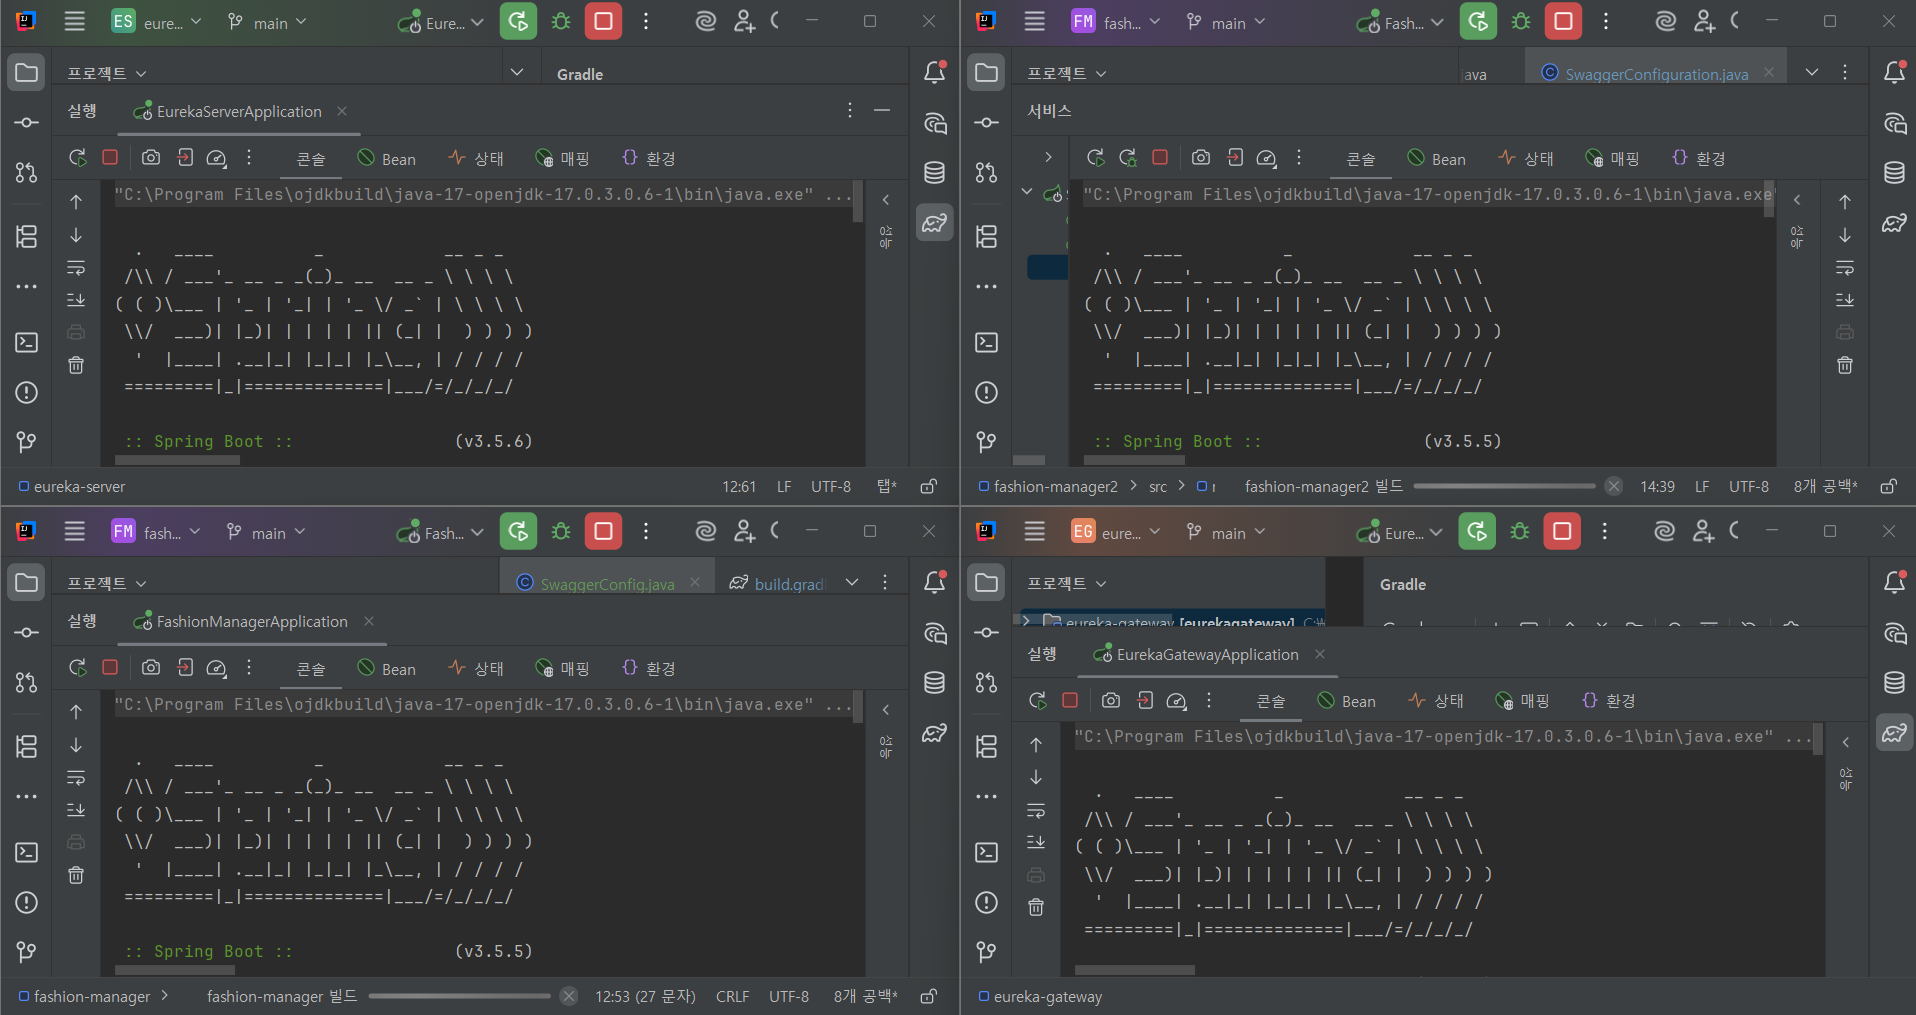 ES eure... main Eure...
프로젝트 Gradle
실행 EurekaServerApplication
콘솔 Bean 상태 매핑 환경
"C:\Program Files\ojdkbuild\java-17-openjdk-17.0.3.0.6-1\bin\java.exe" ...
숨김
  .   ____          _            __ _ _
 /\\ / ___'_ __ _ _(_)_ __  __ _ \ \ \ \
( ( )\___ | '_ | '_| | '_ \/ _` | \ \ \ \
 \\/  ___)| |_)| | | | | || (_| |  ) ) ) )
  '  |____| .__|_| |_|_| |_\__, | / / / /
 =========|_|==============|___/=/_/_/_/
 :: Spring Boot ::                (v3.5.6)
eureka-server 12:61 LF UTF-8 탭*
FM fash... main Fash...
프로젝트 java SwaggerConfiguration.java
서비스
콘솔 Bean 상태 매핑 환경
"C:\Program Files\ojdkbuild\java-17-openjdk-17.0.3.0.6-1\bin\java.exe"
숨김
  .   ____          _            __ _ _
 /\\ / ___'_ __ _ _(_)_ __  __ _ \ \ \ \
( ( )\___ | '_ | '_| | '_ \/ _` | \ \ \ \
 \\/  ___)| |_)| | | | | || (_| |  ) ) ) )
  '  |____| .__|_| |_|_| |_\__, | / / / /
 =========|_|==============|___/=/_/_/_/
 :: Spring Boot ::                (v3.5.5)
fashion-manager2 > src > fashion-manager2 빌드 14:39 LF UTF-8 8개 공백*
FM fash... main Fash...
프로젝트 SwaggerConfig.java build.grad
실행 FashionManagerApplication
콘솔 Bean 상태 매핑 환경
"C:\Program Files\ojdkbuild\java-17-openjdk-17.0.3.0.6-1\bin\java.exe" ...
숨김
  .   ____          _            __ _ _
 /\\ / ___'_ __ _ _(_)_ __  __ _ \ \ \ \
( ( )\___ | '_ | '_| | '_ \/ _` | \ \ \ \
 \\/  ___)| |_)| | | | | || (_| |  ) ) ) )
  '  |____| .__|_| |_|_| |_\__, | / / / /
 =========|_|==============|___/=/_/_/_/
 :: Spring Boot ::                (v3.5.5)
fashion-manager > fashion-manager 빌드 12:53 (27 문자) CRLF UTF-8 8개 공백*
EG eure... main Eure...
프로젝트 Gradle
eureka-gateway [eurekagateway]
실행 EurekaGatewayApplication
콘솔 Bean 상태 매핑 환경
"C:\Program Files\ojdkbuild\java-17-openjdk-17.0.3.0.6-1\bin\java.exe" ...
숨김
  .   ____          _            __ _ _
 /\\ / ___'_ __ _ _(_)_ __  __ _ \ \ \ \
( ( )\___ | '_ | '_| | '_ \/ _` | \ \ \ \
 \\/  ___)| |_)| | | | | || (_| |  ) ) ) )
  '  |____| .__|_| |_|_| |_\__, | / / / /
 =========|_|==============|___/=/_/_/_/
eureka-gateway